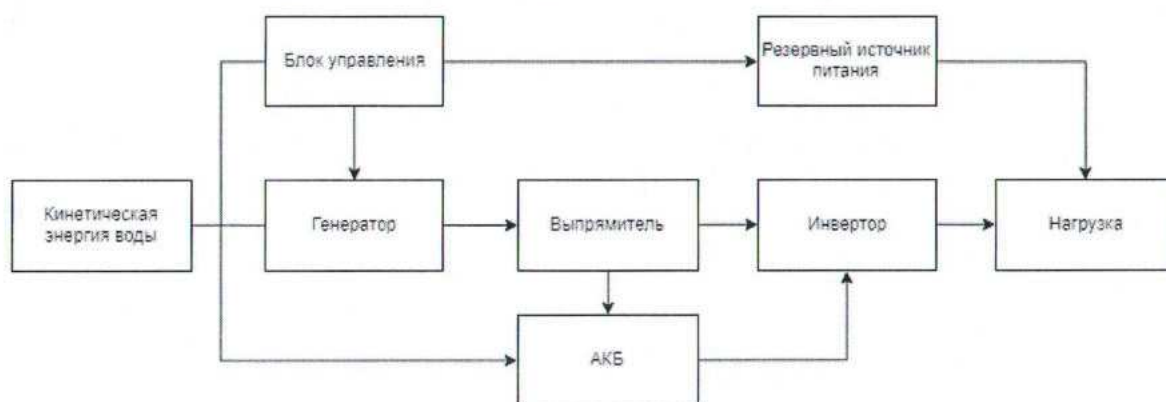 Блок управления
Резервный источник
питания
Кинетическая
энергия воды
Генератор
Выпрямитель
Инвертор
Нагрузка
АКБ